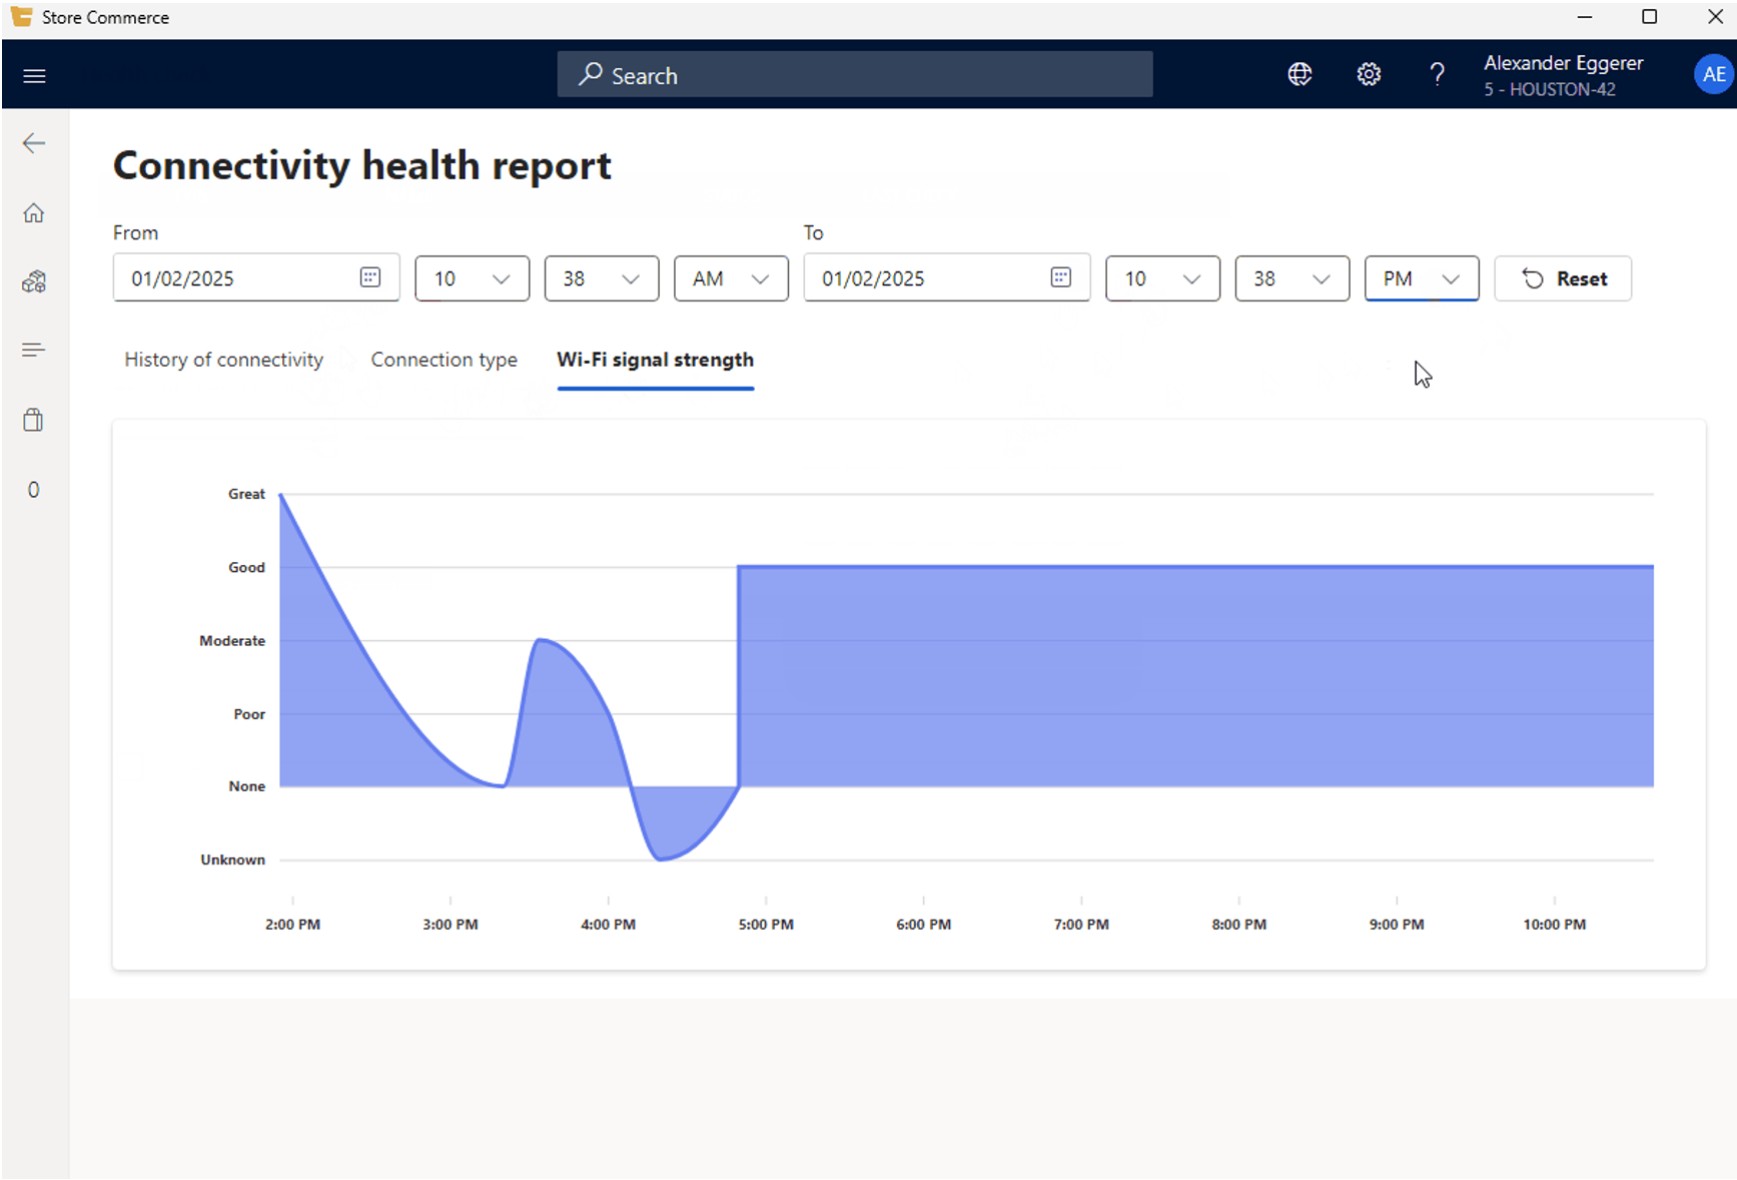 Store Commerce
Search
Alexander Eggerer
5 - HOUSTON-42
AE
Connectivity health report
From
To
01/02/2025
10
38
AM
01/02/2025
10
38
PM
Reset
History of connectivity
Connection type
Wi-Fi signal strength
0
Great
Good
Moderate
Poor
None
Unknown
2:00 PM
3:00 PM
4:00 PM
5:00 PM
6:00 PM
7:00 PM
8:00 PM
9:00 PM
10:00 PM